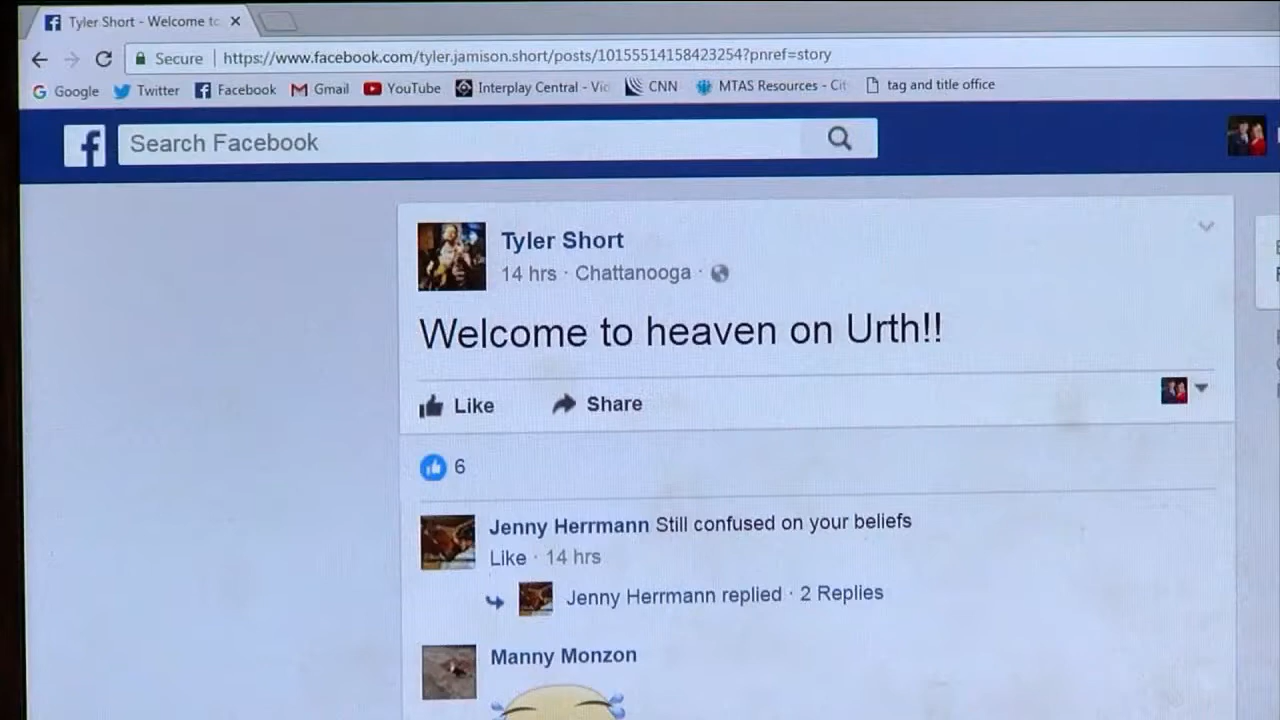 Tyler Short - Welcome to
Secure https://www.facebook.com/tyler.jamison.short/posts/10155514158423254?pnref=story
Google Twitter Facebook Gmail YouTube Interplay Central - Vic CNN MTAS Resources - Cit tag and title office
Search Facebook
Tyler Short
14 hrs · Chattanooga ·
Welcome to heaven on Urth!!
Like Share
6
Jenny Herrmann Still confused on your beliefs
Like · 14 hrs
Jenny Herrmann replied · 2 Replies
Manny Monzon